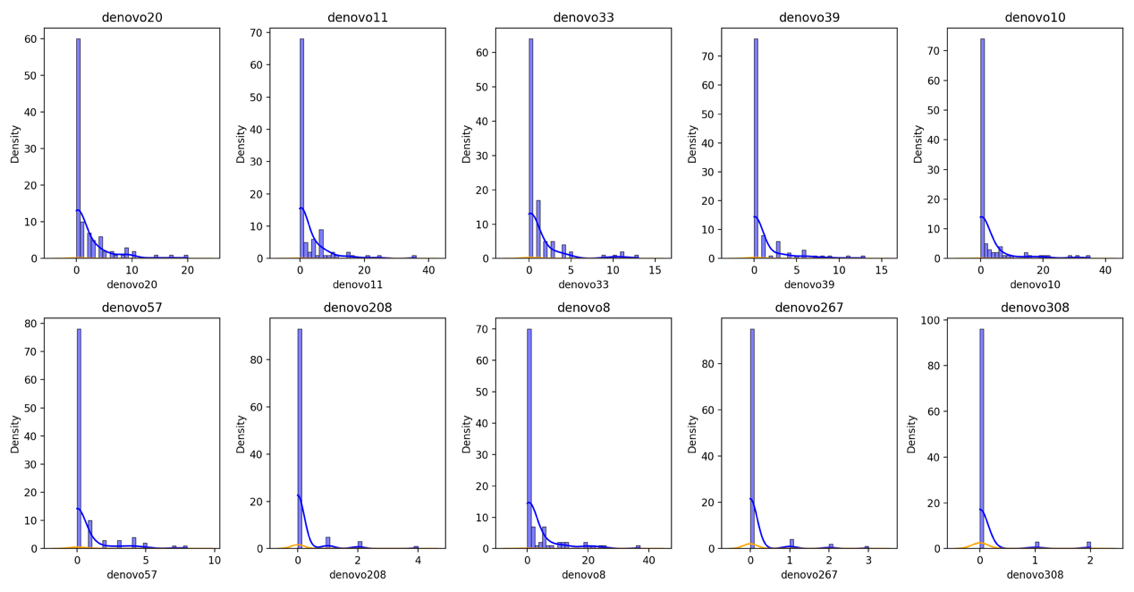 denovo20
60
50
40
30
20
10
0
Density
0 10 20
denovo20
denovo11
70
60
50
40
30
20
10
0
Density
0 20 40
denovo11
denovo33
60
50
40
30
20
10
0
Density
0 5 10 15
denovo33
denovo39
70
60
50
40
30
20
10
0
Density
0 5 10 15
denovo39
denovo10
70
60
50
40
30
20
10
0
Density
0 20 40
denovo10
denovo57
80
70
60
50
40
30
20
10
0
Density
0 5 10
denovo57
denovo208
80
60
40
20
0
Density
0 2 4
denovo208
denovo8
70
60
50
40
30
20
10
0
Density
0 20 40
denovo8
denovo267
80
60
40
20
0
Density
0 1 2 3
denovo267
denovo308
100
80
60
40
20
0
Density
0 1 2
denovo308